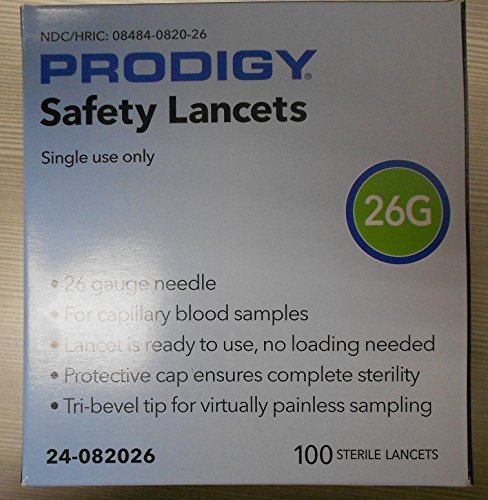 NDC/HRIC: 08484-0820-26
PRODIGY®
Safety Lancets
Single use only
26G
• 26 gauge needle
• For capillary blood samples
• Lancet is ready to use, no loading needed
• Protective cap ensures complete sterility
• Tri-bevel tip for virtually painless sampling
24-082026 100 STERILE LANCETS